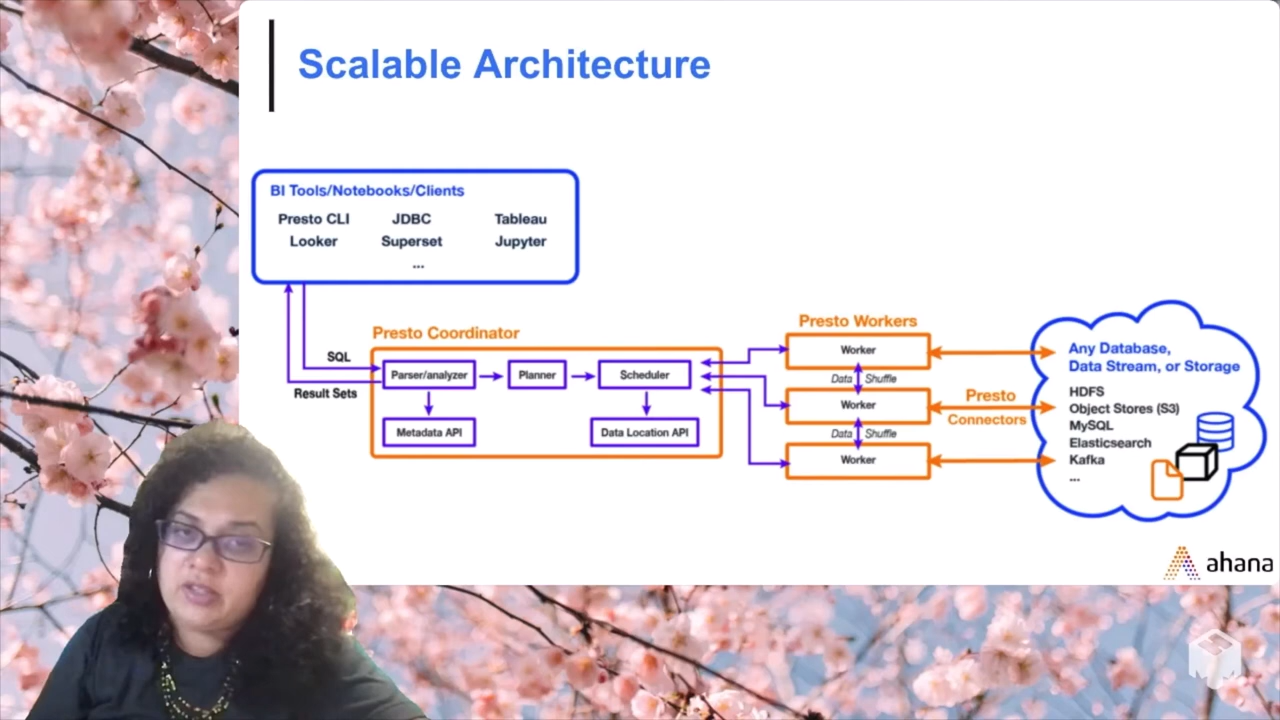 Scalable Architecture
BI Tools/Notebooks/Clients
Presto CLI JDBC Tableau
Looker Superset Jupyter
...
SQL
Result Sets
Presto Coordinator
Parser/analyzer
Planner
Scheduler
Metadata API
Data Location API
Presto Workers
Worker
Data Shuffle
Worker
Data Shuffle
Worker
Presto
Connectors
Any Database,
Data Stream, or Storage
HDFS
Object Stores (S3)
MySQL
Elasticsearch
Kafka
...
ahana